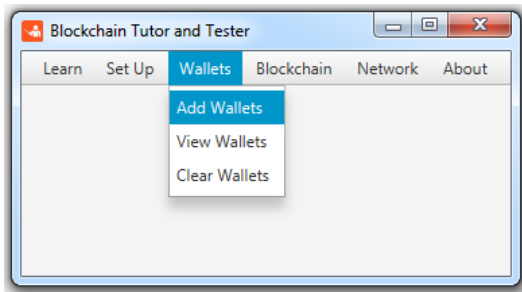 Blockchain Tutor and Tester
Learn Set Up Wallets Blockchain Network About
Add Wallets
View Wallets
Clear Wallets